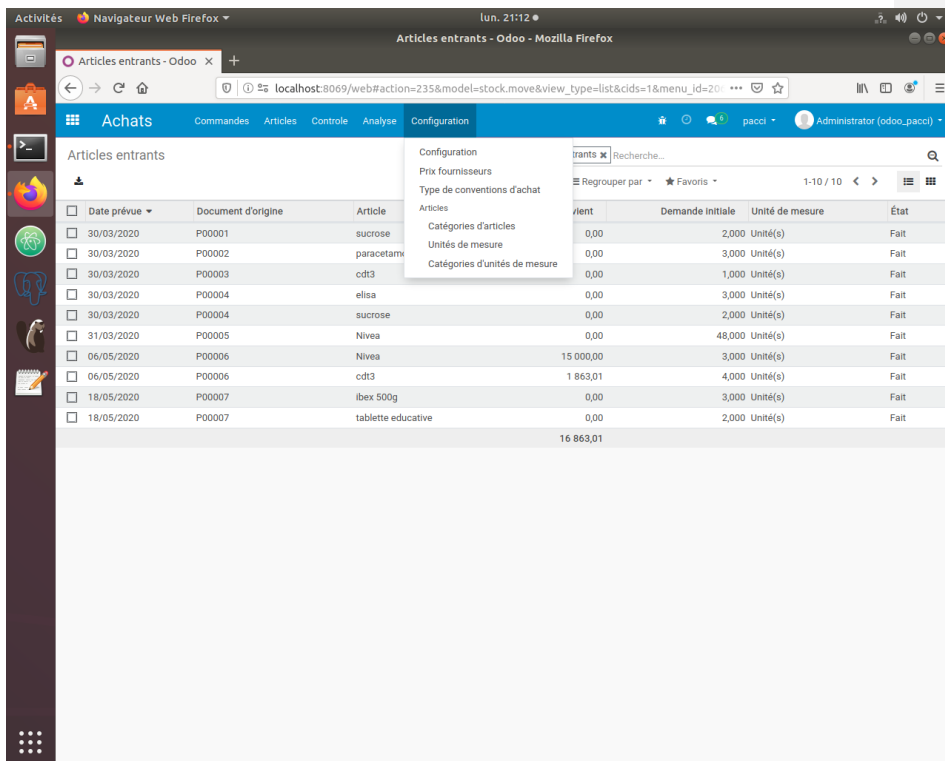 Activités Navigateur Web Firefox lun. 21:12
Articles entrants - Odoo - Mozilla Firefox
Articles entrants - Odoo
localhost:8069/web#action=235&model=stock.move&view_type=list&cids=1&menu_id=20
Achats Commandes Articles Controle Analyse Configuration 6 pacci Administrator (odoo_pacci)
Articles entrants
Configuration
Prix fournisseurs
Type de conventions d'achat
Articles
Catégories d'articles
Unités de mesure
Catégories d'unités de mesure
trants Recherche...
Regrouper par Favoris 1-10 / 10
Date prévue Document d'origine Article vient Demande initiale Unité de mesure État
30/03/2020 P00001 sucrose 0,00 2,000 Unité(s) Fait
30/03/2020 P00002 paracetamo 0,00 3,000 Unité(s) Fait
30/03/2020 P00003 cdt3 0,00 1,000 Unité(s) Fait
30/03/2020 P00004 elisa 0,00 3,000 Unité(s) Fait
30/03/2020 P00004 sucrose 0,00 2,000 Unité(s) Fait
31/03/2020 P00005 Nivea 0,00 48,000 Unité(s) Fait
06/05/2020 P00006 Nivea 15 000,00 3,000 Unité(s) Fait
06/05/2020 P00006 cdt3 1 863,01 4,000 Unité(s) Fait
18/05/2020 P00007 ibex 500g 0,00 3,000 Unité(s) Fait
18/05/2020 P00007 tablette educative 0,00 2,000 Unité(s) Fait
16 863,01